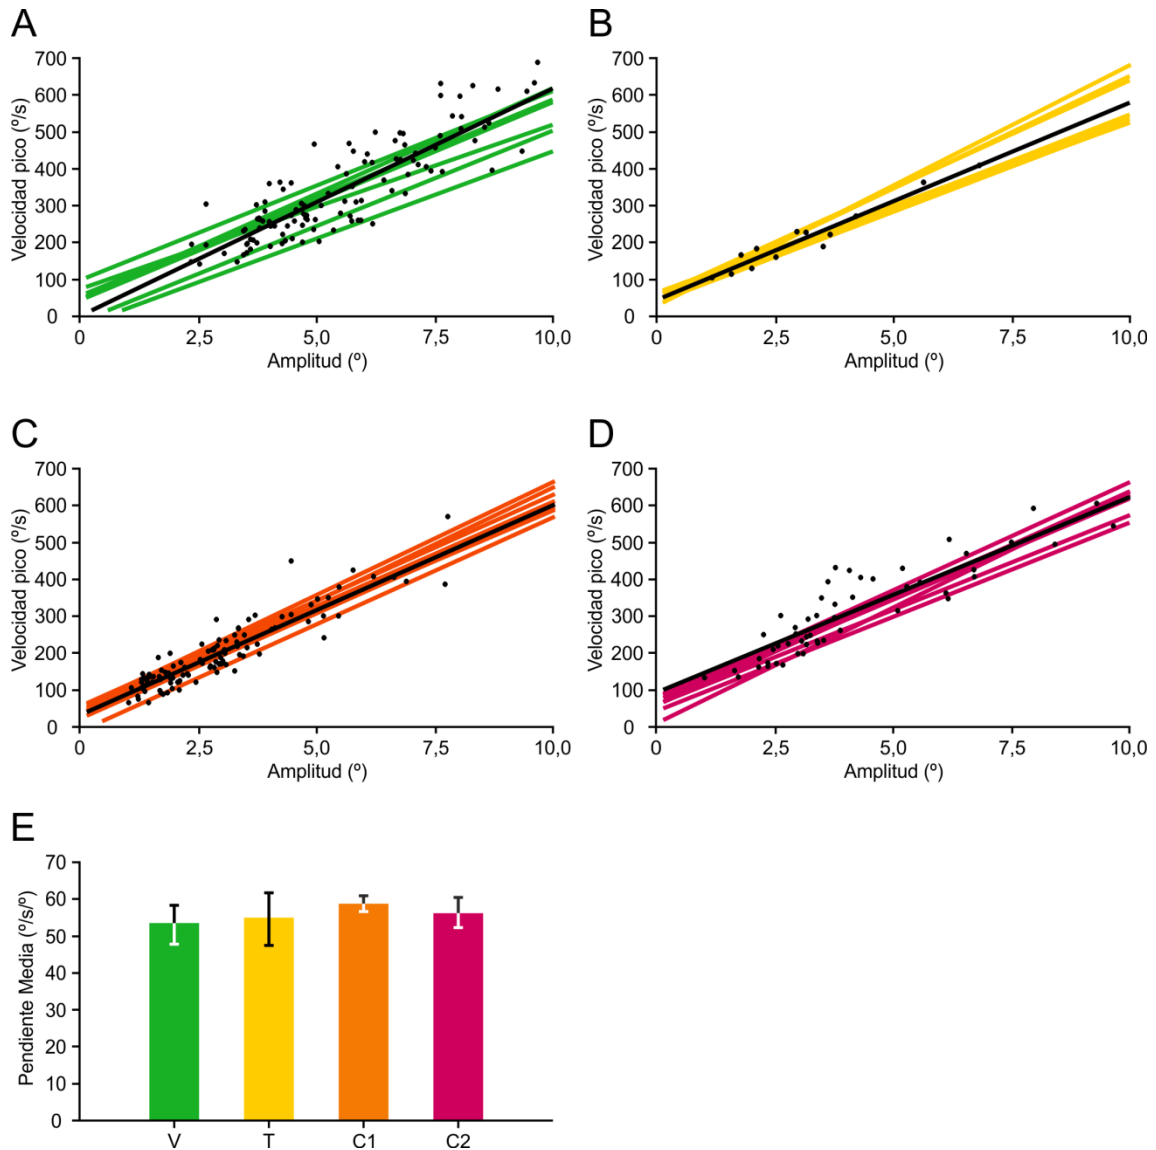 A
B
Velocidad pico (º/s)
700
600
500
400
300
200
100
0
0 2,5 5,0 7,5 10,0
Amplitud (º)
Velocidad pico (º/s)
700
600
500
400
300
200
100
0
0 2,5 5,0 7,5 10,0
Amplitud (º)
C
D
Velocidad pico (º/s)
700
600
500
400
300
200
100
0
0 2,5 5,0 7,5 10,0
Amplitud (º)
Velocidad pico (º/s)
700
600
500
400
300
200
100
0
0 2,5 5,0 7,5 10,0
Amplitud (º)
E
Pendiente Media (º/s/º)
70
60
50
40
30
20
10
0
V T C1 C2